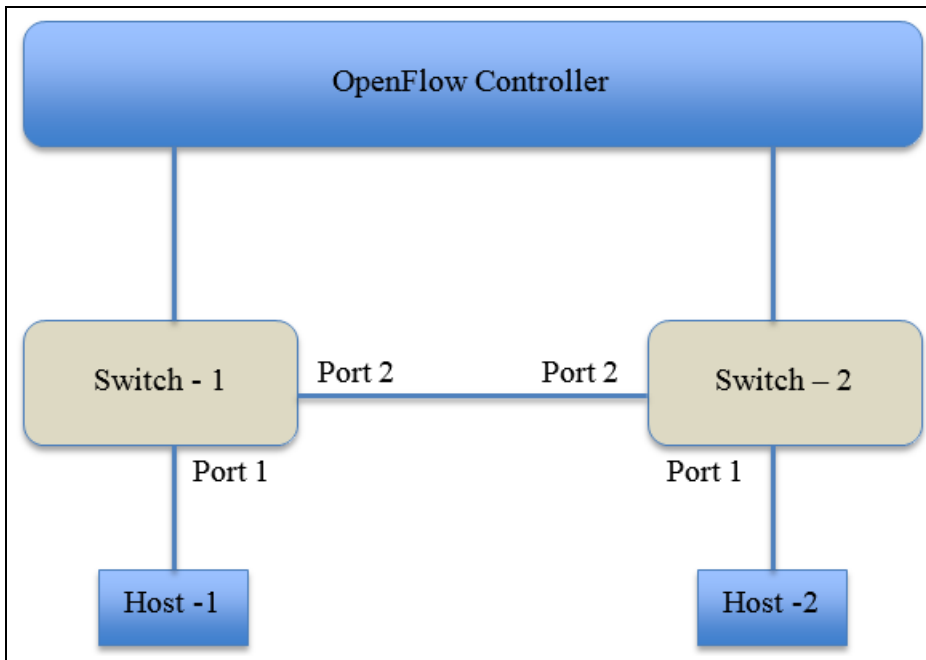 OpenFlow Controller
Switch - 1
Port 2
Port 2
Switch – 2
Port 1
Port 1
Host -1
Host -2